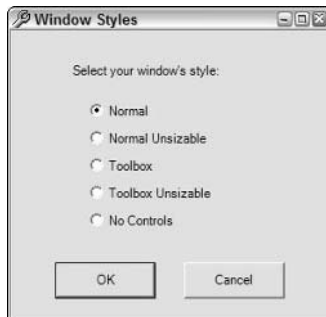 Window Styles
Select your window's style:
Normal
Normal Unsizable
Toolbox
Toolbox Unsizable
No Controls
OK Cancel